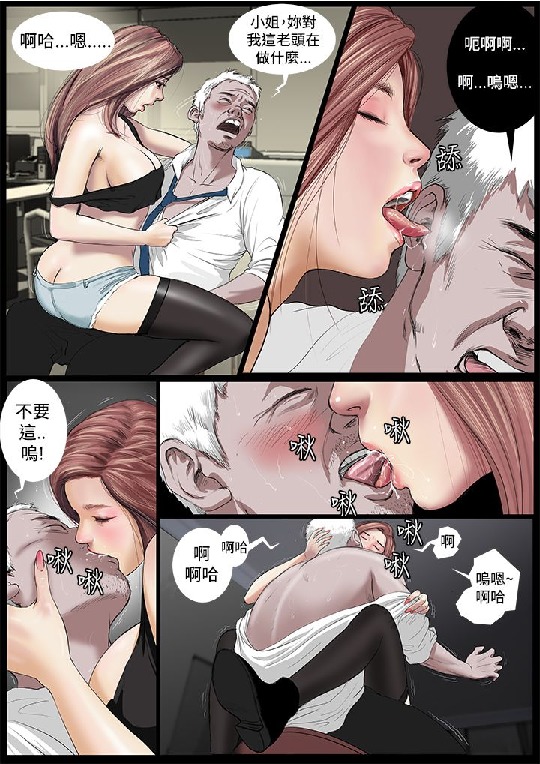 啊哈…嗯.....
小姐，妳對
我這老頭在
做什麼…
呃啊啊…
啊…嗚嗯…
舔
舔
不要
這..
嗚!
啾
啾
啾
啾
啾
啊哈
啊
啊哈
啾
啾
啾
啊
嗚嗯~
啊哈